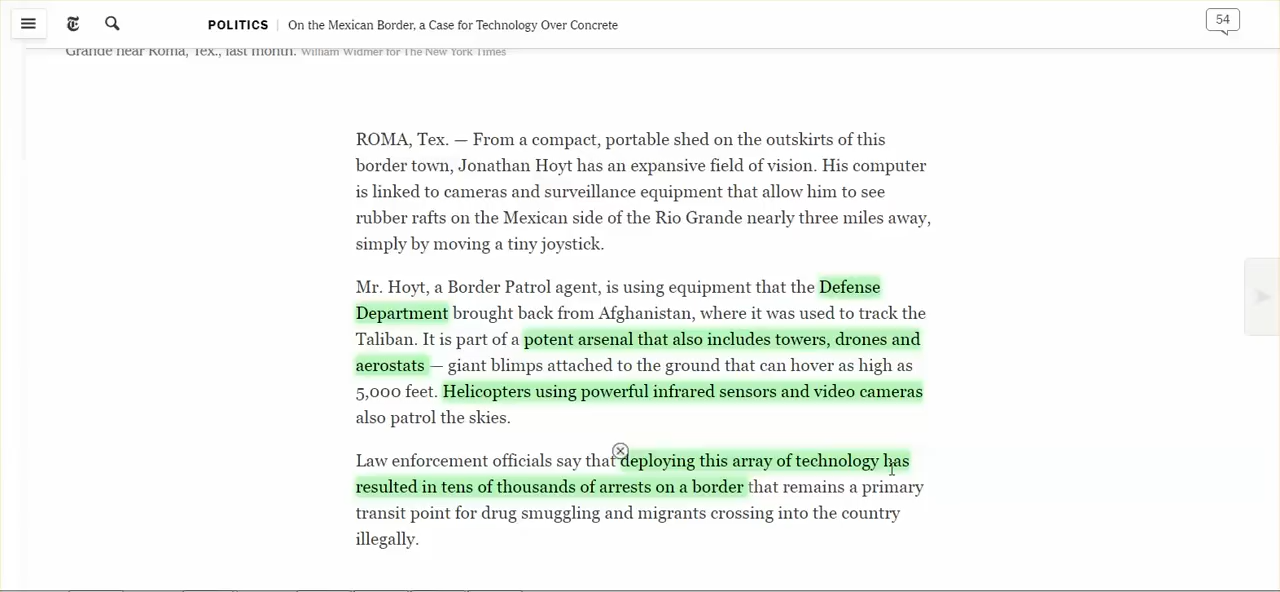 POLITICS | On the Mexican Border, a Case for Technology Over Concrete
54
Grande near Roma, Tex., last month. William Widmer for The New York Times
ROMA, Tex. — From a compact, portable shed on the outskirts of this
border town, Jonathan Hoyt has an expansive field of vision. His computer
is linked to cameras and surveillance equipment that allow him to see
rubber rafts on the Mexican side of the Rio Grande nearly three miles away,
simply by moving a tiny joystick.
Mr. Hoyt, a Border Patrol agent, is using equipment that the Defense
Department brought back from Afghanistan, where it was used to track the
Taliban. It is part of a potent arsenal that also includes towers, drones and
aerostats — giant blimps attached to the ground that can hover as high as
5,000 feet. Helicopters using powerful infrared sensors and video cameras
also patrol the skies.
Law enforcement officials say that deploying this array of technology has
resulted in tens of thousands of arrests on a border that remains a primary
transit point for drug smuggling and migrants crossing into the country
illegally.